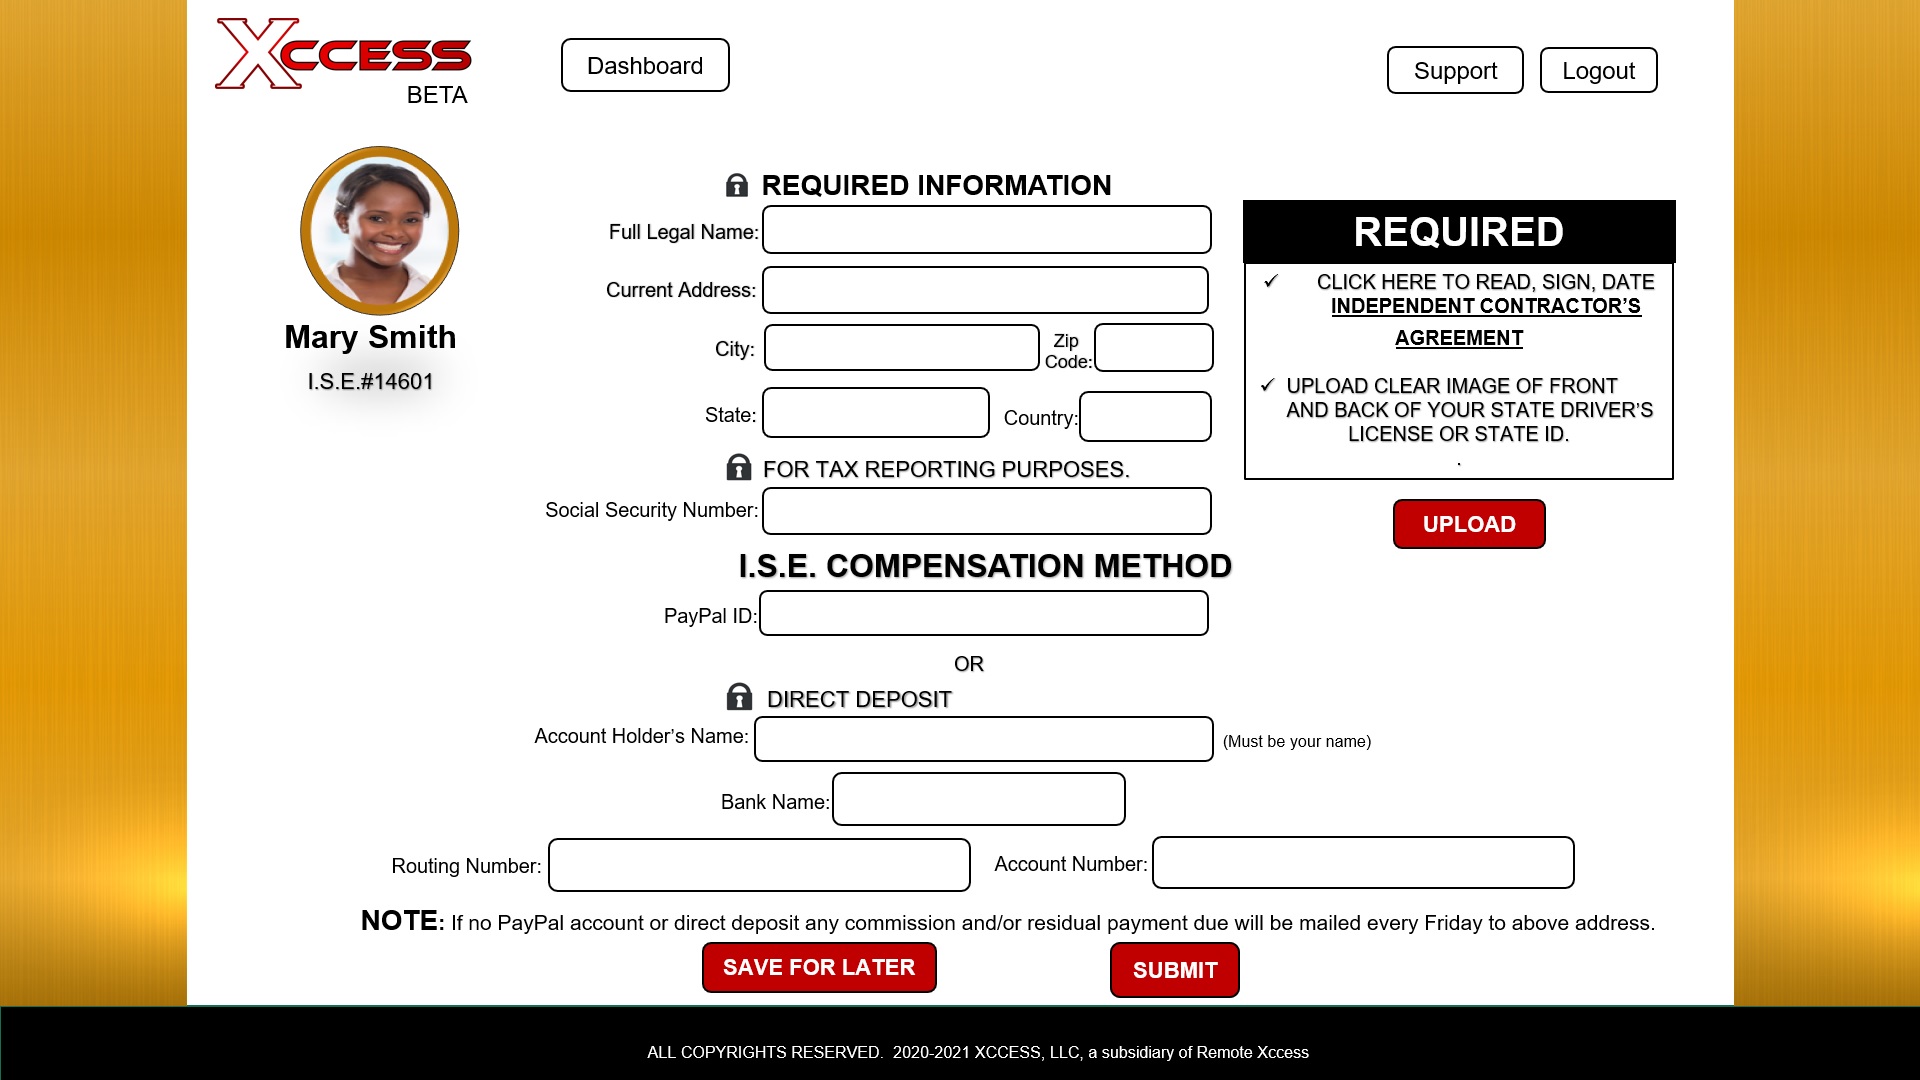 Xccess
BETA
Dashboard
Support
Logout
Mary Smith
I.S.E.#14601
REQUIRED INFORMATION
Full Legal Name:
Current Address:
City:
Zip
Code:
State:
Country:
FOR TAX REPORTING PURPOSES.
Social Security Number:
I.S.E. COMPENSATION METHOD
PayPal ID:
OR
DIRECT DEPOSIT
Account Holder’s Name:
(Must be your name)
Bank Name:
Routing Number:
Account Number:
REQUIRED
✓ CLICK HERE TO READ, SIGN, DATE
INDEPENDENT CONTRACTOR’S
AGREEMENT
✓ UPLOAD CLEAR IMAGE OF FRONT
AND BACK OF YOUR STATE DRIVER’S
LICENSE OR STATE ID.
.
UPLOAD
NOTE: If no PayPal account or direct deposit any commission and/or residual payment due will be mailed every Friday to above address.
SAVE FOR LATER
SUBMIT
ALL COPYRIGHTS RESERVED. 2020-2021 XCCESS, LLC, a subsidiary of Remote Xccess